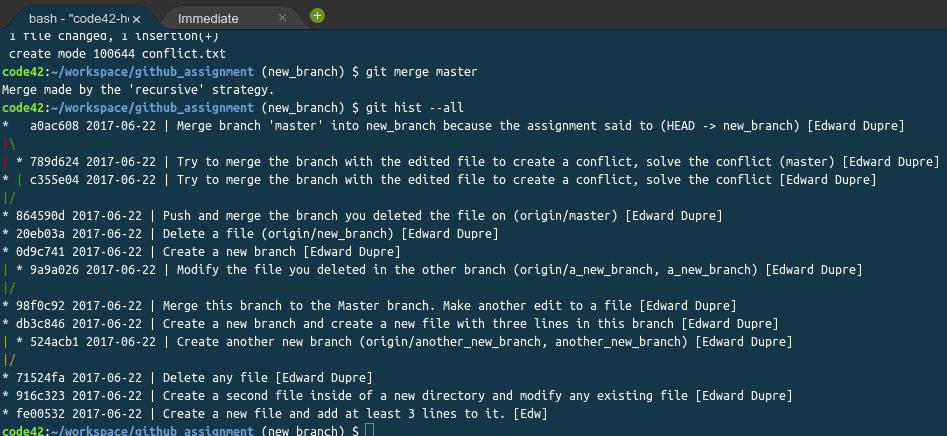 bash - "code42-ho ×
Immediate ×
1 file changed, 1 insertion(+)
create mode 100644 conflict.txt
code42:~/workspace/github_assignment (new_branch) $ git merge master
Merge made by the 'recursive' strategy.
code42:~/workspace/github_assignment (new_branch) $ git hist --all
*   a0ac608 2017-06-22 | Merge branch 'master' into new_branch because the assignment said to (HEAD -> new_branch) [Edward Dupre]
|\
| * 789d624 2017-06-22 | Try to merge the branch with the edited file to create a conflict, solve the conflict (master) [Edward Dupre]
* | c355e04 2017-06-22 | Try to merge the branch with the edited file to create a conflict, solve the conflict [Edward Dupre]
|/
* 864590d 2017-06-22 | Push and merge the branch you deleted the file on (origin/master) [Edward Dupre]
* 20eb03a 2017-06-22 | Delete a file (origin/new_branch) [Edward Dupre]
* 0d9c741 2017-06-22 | Create a new branch [Edward Dupre]
| * 9a9a026 2017-06-22 | Modify the file you deleted in the other branch (origin/a_new_branch, a_new_branch) [Edward Dupre]
|/
* 98f0c92 2017-06-22 | Merge this branch to the Master branch. Make another edit to a file [Edward Dupre]
* db3c846 2017-06-22 | Create a new branch and create a new file with three lines in this branch [Edward Dupre]
| * 524acb1 2017-06-22 | Create another new branch (origin/another_new_branch, another_new_branch) [Edward Dupre]
|/
* 71524fa 2017-06-22 | Delete any file [Edward Dupre]
* 916c323 2017-06-22 | Create a second file inside of a new directory and modify any existing file [Edward Dupre]
* fe00532 2017-06-22 | Create a new file and add at least 3 lines to it. [Edw]
code42:~/workspace/github_assignment (new_branch) $